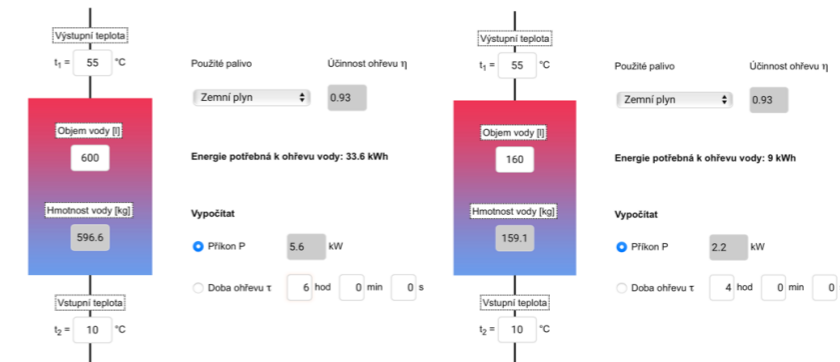 Výstupní teplota
t1 = 55 °C
Použité palivo Účinnost ohřevu η
Zemní plyn 0.93
Objem vody [l]
600
Energie potřebná k ohřevu vody: 33.6 kWh
Hmotnost vody [kg]
596.6
Vypočítat
Příkon P 5.6 kW
Doba ohřevu τ 6 hod 0 min 0 s
Vstupní teplota
t2 = 10 °C
Výstupní teplota
t1 = 55 °C
Použité palivo Účinnost ohřevu η
Zemní plyn 0.93
Objem vody [l]
160
Energie potřebná k ohřevu vody: 9 kWh
Hmotnost vody [kg]
159.1
Vypočítat
Příkon P 2.2 kW
Doba ohřevu τ 4 hod 0 min 0
Vstupní teplota
t2 = 10 °C